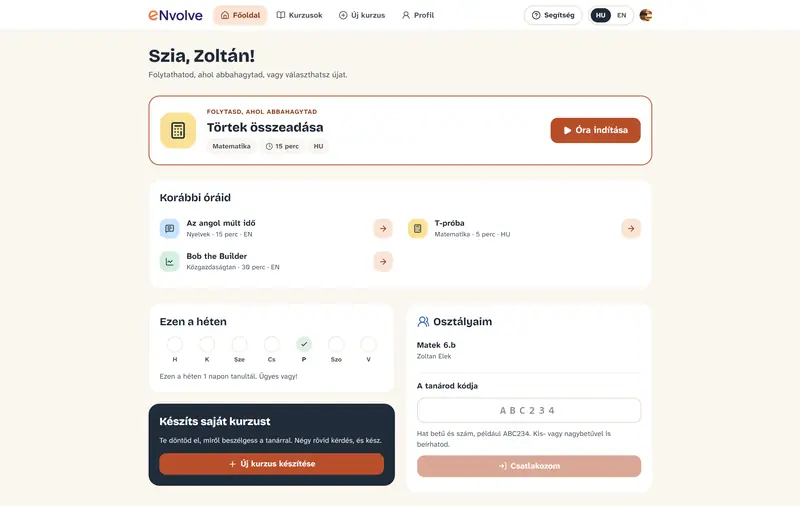 eNvolve
Főoldal
Kurzusok
Új kurzus
Profil
Segítség
HU
EN
Szia, Zoltán!
Folytathatod, ahol abbahagytad, vagy választhatsz újat.
FOLYTASD, AHOL ABBAHAGYTAD
Törtek összeadása
Matematika
15 perc
HU
Óra indítása
Korábbi óráid
Az angol múlt idő
Nyelvek · 15 perc · EN
T-próba
Matematika · 5 perc · HU
Bob the Builder
Közgazdaságtan · 30 perc · EN
Ezen a héten
H
K
Sze
Cs
P
Szo
V
Ezen a héten 1 napon tanultál. Ügyes vagy!
Készíts saját kurzust
Te döntöd el, miről beszélgess a tanárral. Négy rövid kérdés, és kész.
Új kurzus készítése
Osztályaim
Matek 6.b
Zoltan Elek
A tanárod kódja
ABC234
Hat betű és szám, például ABC234. Kis- vagy nagybetűvel is
beírhatod.
Csatlakozom